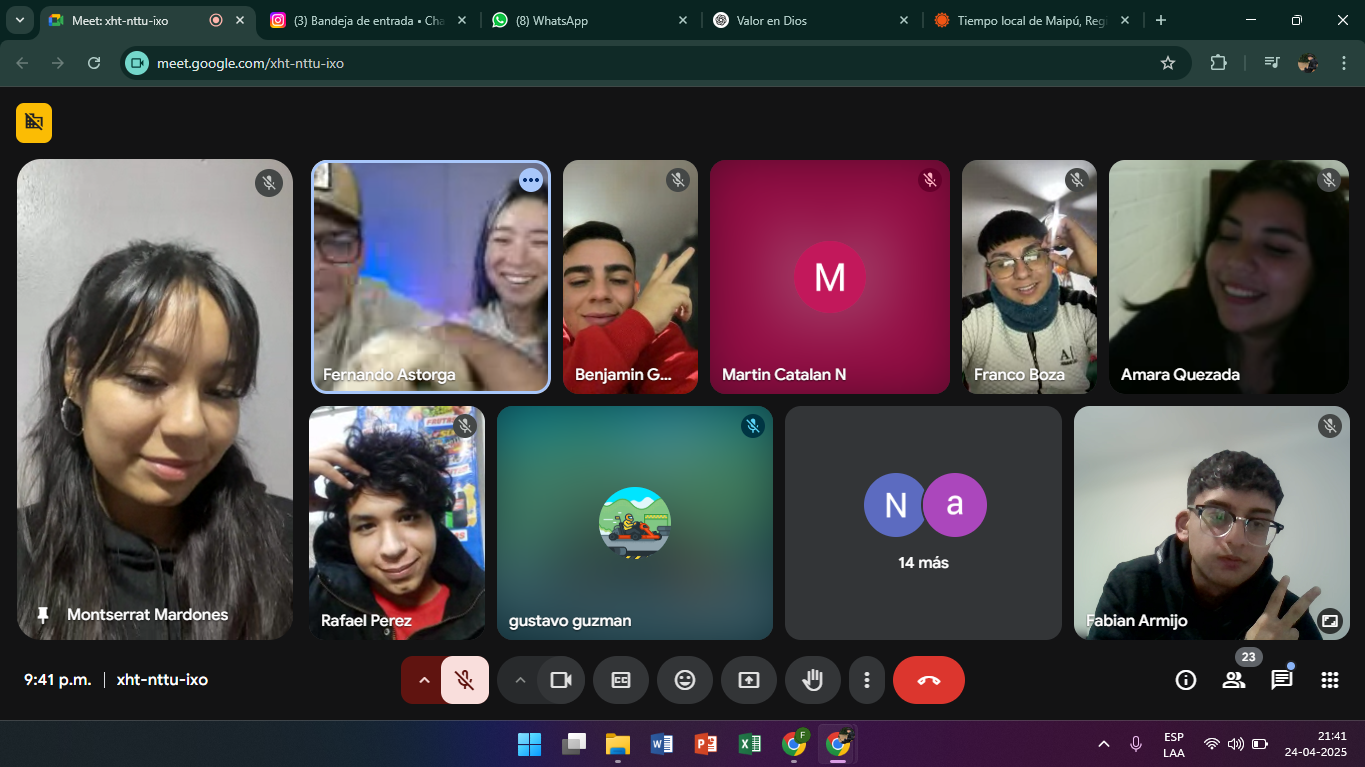 Meet: xht-nttu-ixo
(3) Bandeja de entrada • Cha
(8) WhatsApp
Valor en Dios
Tiempo local de Maipú, Regi
meet.google.com/xht-nttu-ixo
Fernando Astorga
Benjamin G...
M
Martin Catalan N
A
Franco Boza
Amara Quezada
Montserrat Mardones
Rafael Perez
gustavo guzman
N
a
14 más
Fabian Armijo
9:41 p.m.
xht-nttu-ixo
CC
23
W
P
X
F
ESP
LAA
21:41
24-04-2025